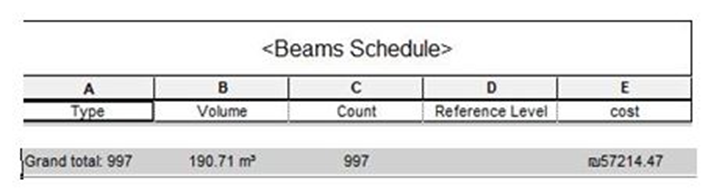 <Beams Schedule>
A B C D E
Type Volume Count Reference Level cost
Grand total: 997 190.71 m³ 997 ₪57214.47